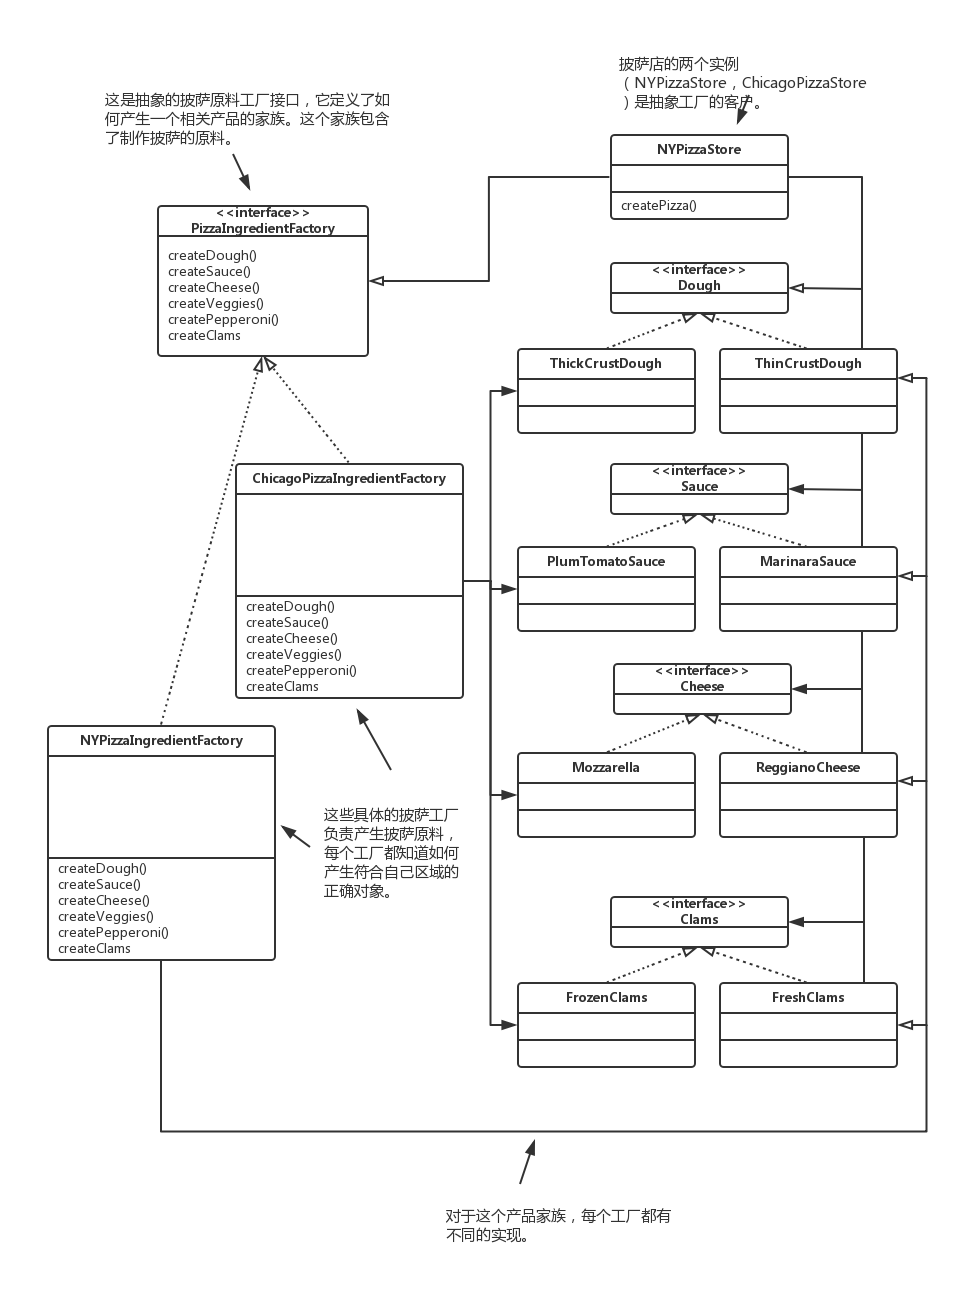 披萨店的两个实例
（NYPizzaStore，ChicagoPizzaStore
）是抽象工厂的客户。
这是抽象的披萨原料工厂接口，它定义了如
何产生一个相关产品的家族。这个家族包含
了制作披萨的原料。
NYPizzaStore
createPizza()
<<interface>>
PizzaIngredientFactory
createDough()
createSauce()
createCheese()
createVeggies()
createPepperoni()
createClams
<<interface>>
Dough
ThickCrustDough
ThinCrustDough
ChicagoPizzaIngredientFactory
createDough()
createSauce()
createCheese()
createVeggies()
createPepperoni()
createClams
<<interface>>
Sauce
PlumTomatoSauce
MarinaraSauce
<<interface>>
Cheese
Mozzarella
ReggianoCheese
NYPizzaIngredientFactory
createDough()
createSauce()
createCheese()
createVeggies()
createPepperoni()
createClams
这些具体的披萨工厂
负责产生披萨原料，
每个工厂都知道如何
产生符合自己区域的
正确对象。
<<interface>>
Clams
FrozenClams
FreshClams
对于这个产品家族，每个工厂都有
不同的实现。